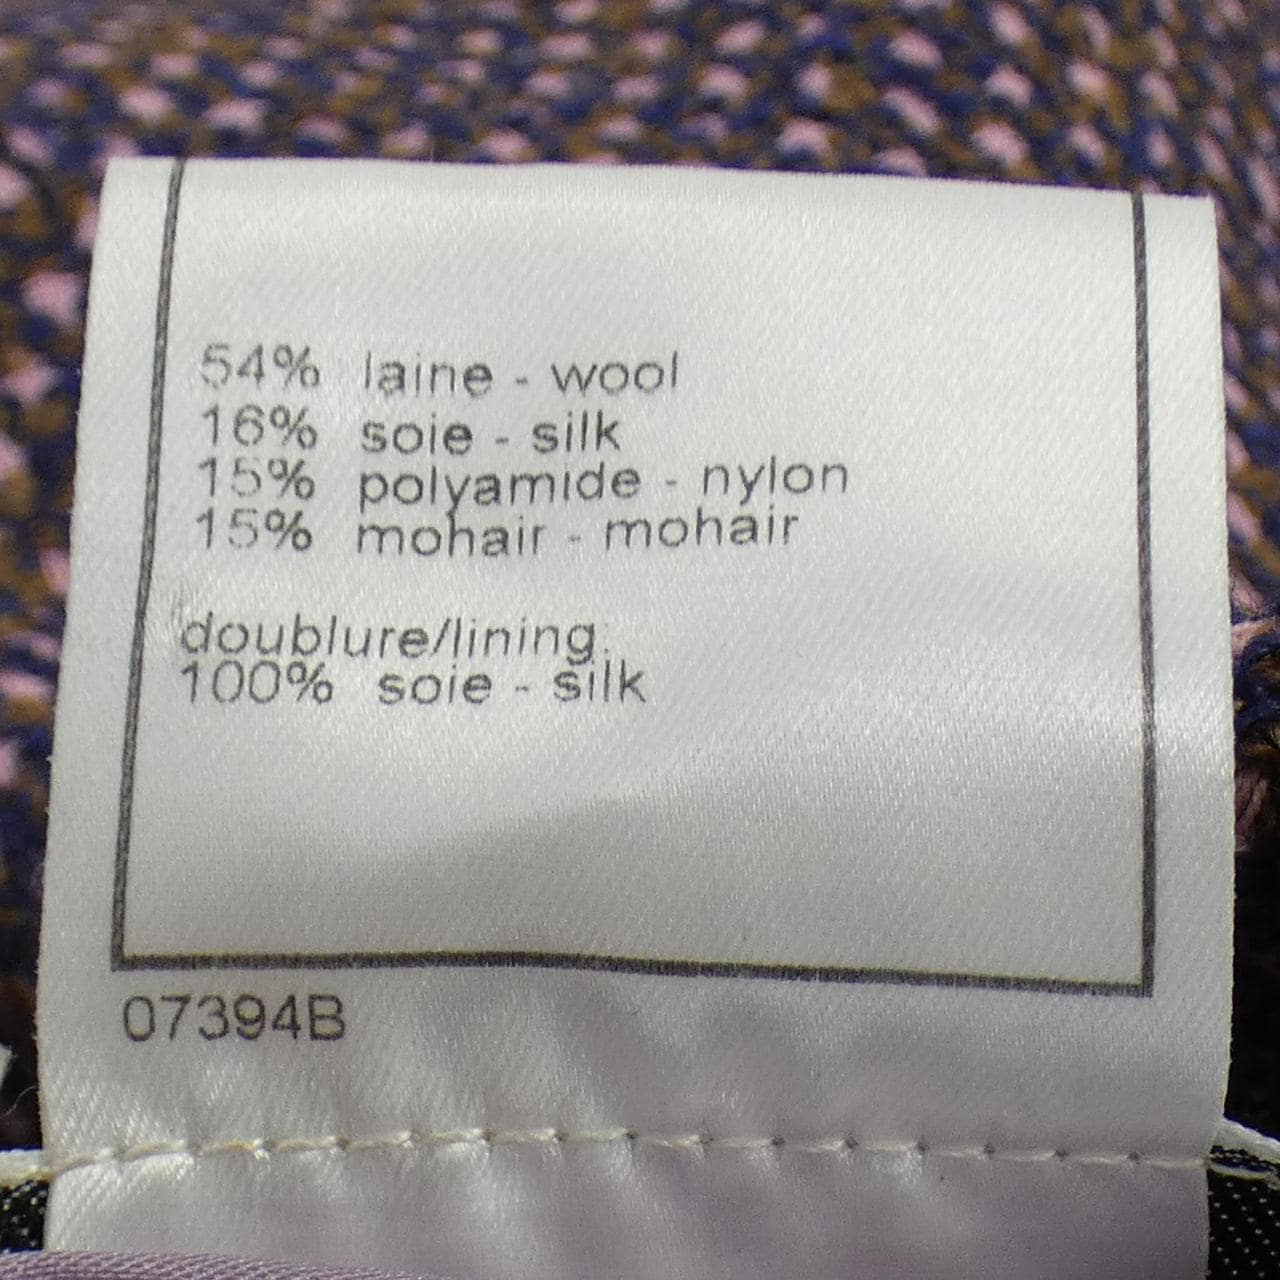 54% laine - wool
16% soie - silk
15% polyamide - nylon
15% mohair - mohair
doublure/lining.
100% soie - silk
07394B